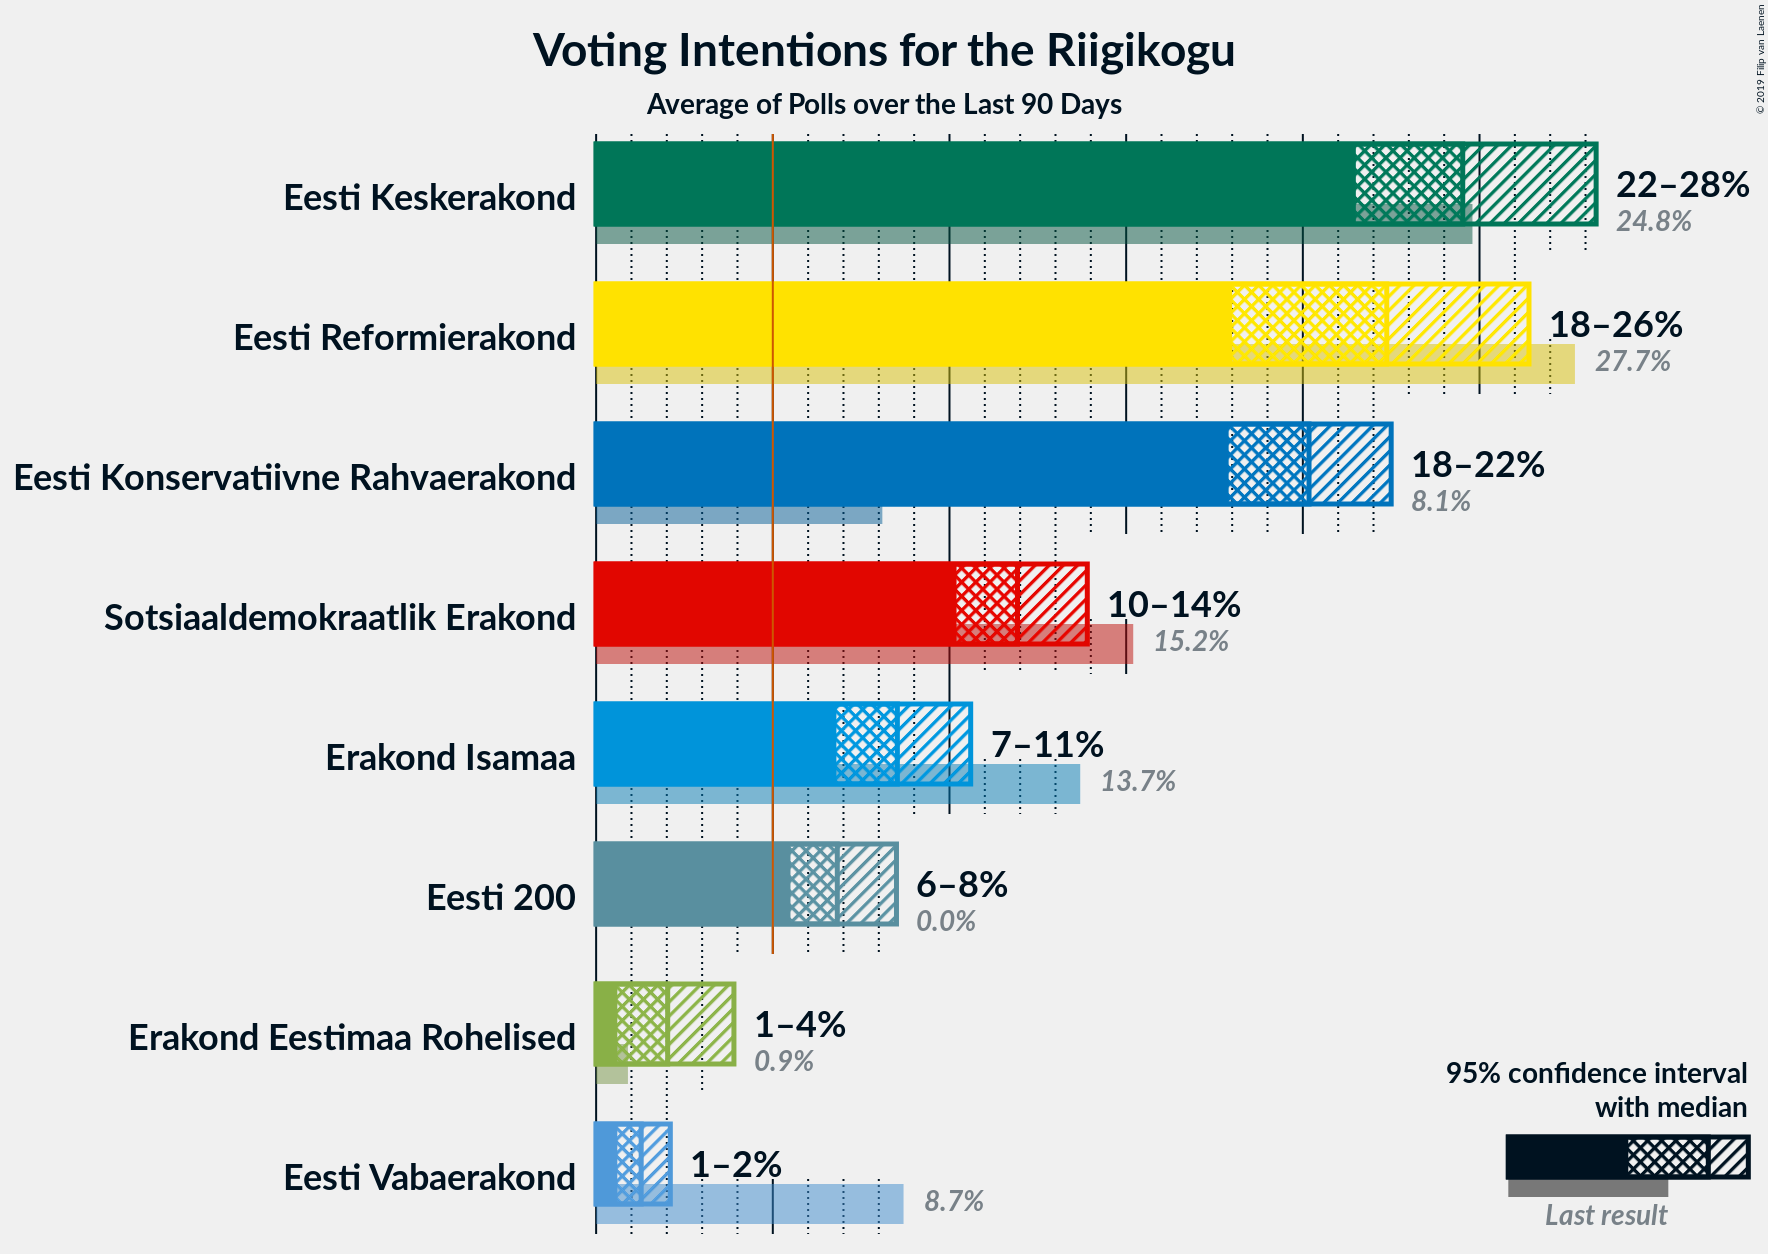 Voting Intentions for the Riigikogu
Average of Polls over the Last 90 Days
© 2019 Filip van Laenen
Eesti Keskerakond
22–28%
24.8%
Eesti Reformierakond
18–26%
27.7%
Eesti Konservatiivne Rahvaerakond
18–22%
8.1%
Sotsiaaldemokraatlik Erakond
10–14%
15.2%
Erakond Isamaa
7–11%
13.7%
Eesti 200
6–8%
0.0%
Erakond Eestimaa Rohelised
1–4%
0.9%
Eesti Vabaerakond
1–2%
8.7%
95% confidence interval
with median
Last result